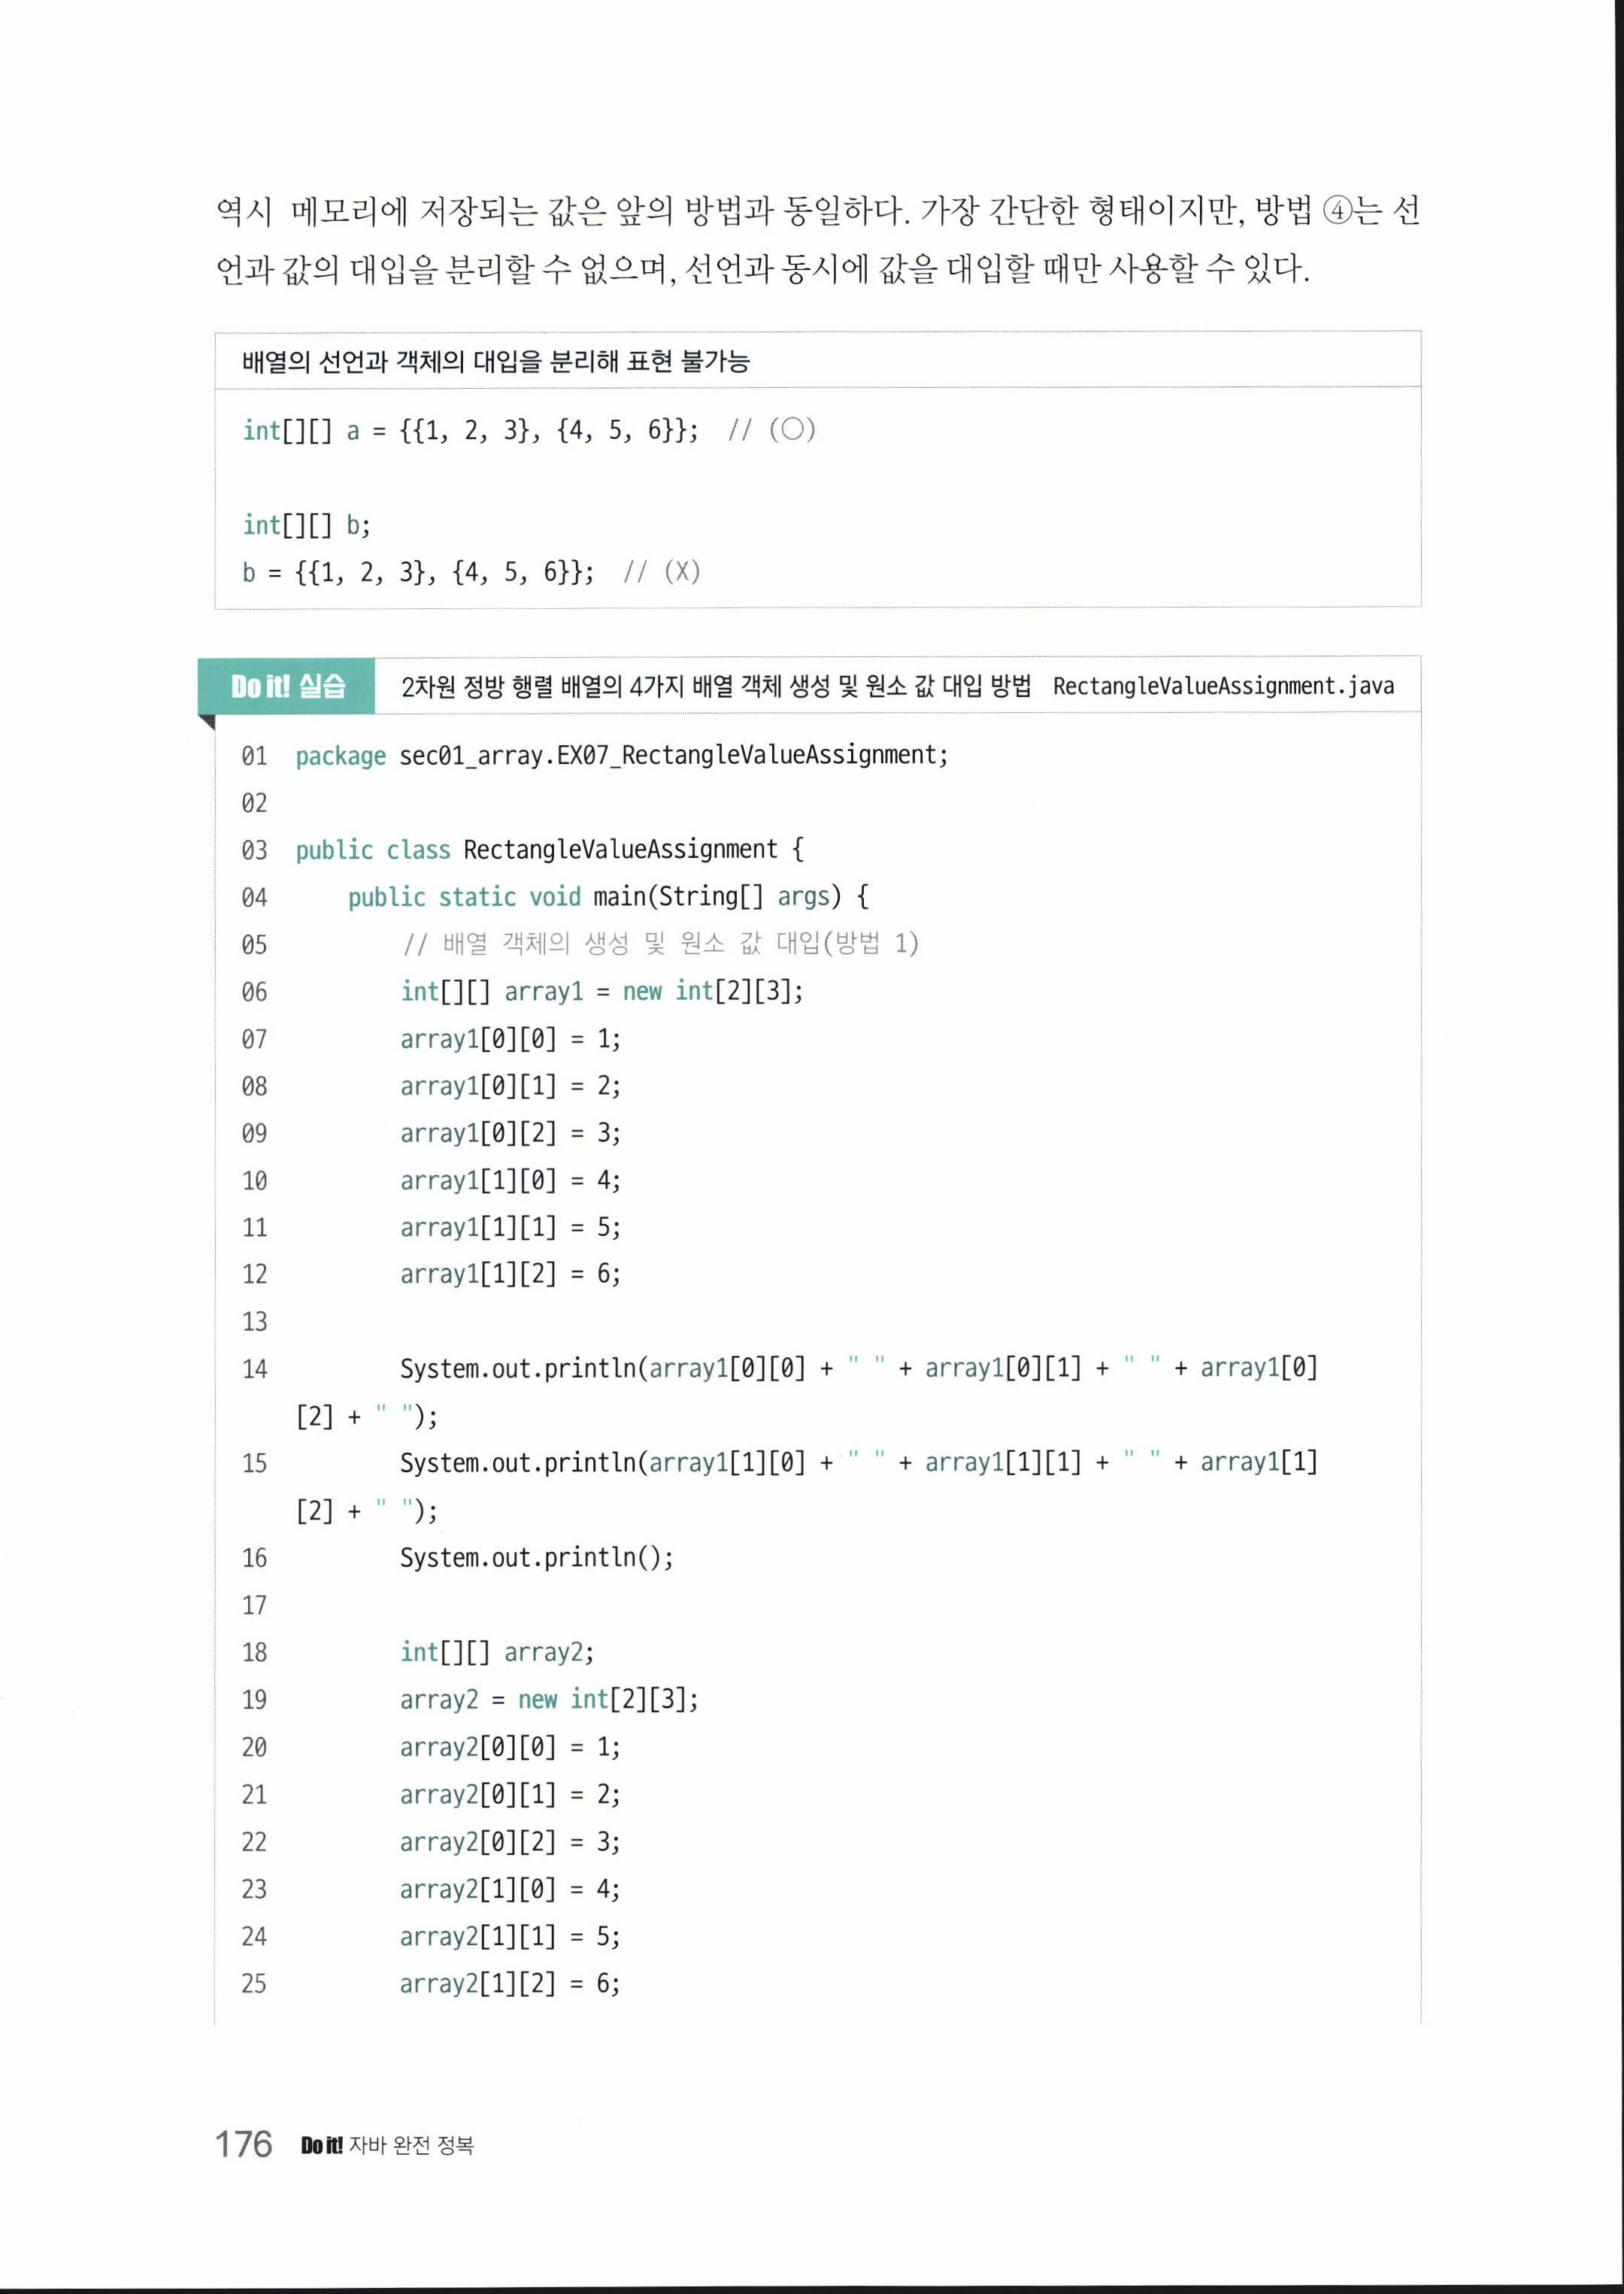 역시 메모리에 저장되는 값은 앞의 방법과 동일하다. 가장 간단한 형태이지만, 방법 ④는 선
언과 값의 대입을 분리할 수 없으며, 선언과 동시에 값을 대입할 때만 사용할 수 있다.
배열의 선언과 객체의 대입을 분리해 표현 불가능
int[][] a = {{1, 2, 3}, {4, 5, 6}};  // (○)
int[][] b;
b = {{1, 2, 3}, {4, 5, 6}};  // (X)
Do it! 실습 2차원 정방 행렬 배열의 4가지 배열 객체 생성 및 원소 값 대입 방법 RectangleValueAssignment.java
01 package sec01_array.EX07_RectangleValueAssignment;
02
03 public class RectangleValueAssignment {
04     public static void main(String[] args) {
05         // 배열 객체의 생성 및 원소 값 대입(방법 1)
06         int[][] array1 = new int[2][3];
07         array1[0][0] = 1;
08         array1[0][1] = 2;
09         array1[0][2] = 3;
10         array1[1][0] = 4;
11         array1[1][1] = 5;
12         array1[1][2] = 6;
13
14         System.out.println(array1[0][0] + " " + array1[0][1] + " " + array1[0]
[2] + " ");
15         System.out.println(array1[1][0] + " " + array1[1][1] + " " + array1[1]
[2] + " ");
16         System.out.println();
17
18         int[][] array2;
19         array2 = new int[2][3];
20         array2[0][0] = 1;
21         array2[0][1] = 2;
22         array2[0][2] = 3;
23         array2[1][0] = 4;
24         array2[1][1] = 5;
25         array2[1][2] = 6;
176 Do it! 자바 완전 정복